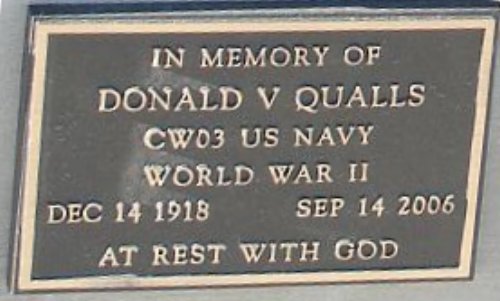 IN MEMORY OF
DONALD V QUALLS
CW03 US NAVY
WORLD WAR II
DEC 14 1918 SEP 14 2006
AT REST WITH GOD